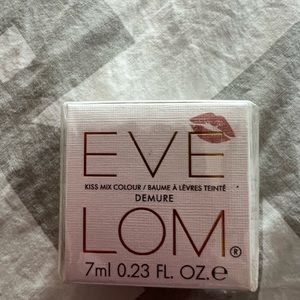 EVE
KISS MIX COLOUR / BAUME À LÈVRES TEINTÉ
DEMURE
LOM®
7ml 0.23 FL. OZ. ℮